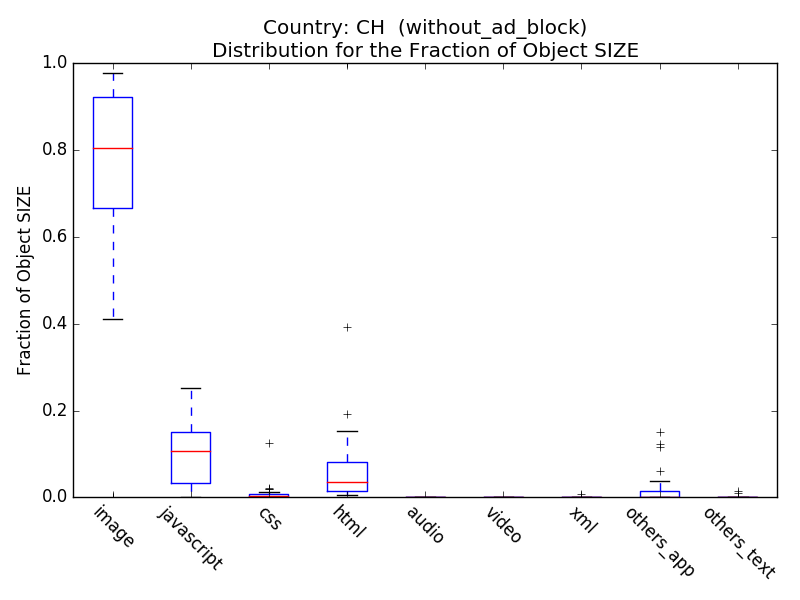 Country: CH  (without_ad_block)
Distribution for the Fraction of Object SIZE
1.0
0.8
0.6
0.4
0.2
0.0
Fraction of Object SIZE
image
javascript
css
html
audio
video
xml
others_app
others_text